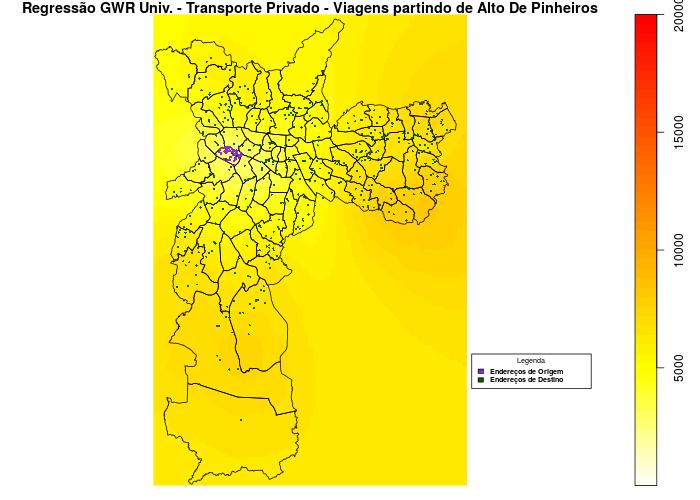 Regressão GWR Univ. - Transporte Privado - Viagens partindo de Alto De Pinheiros
20000
15000
10000
5000
Legenda
Endereços de Origem
Endereços de Destino